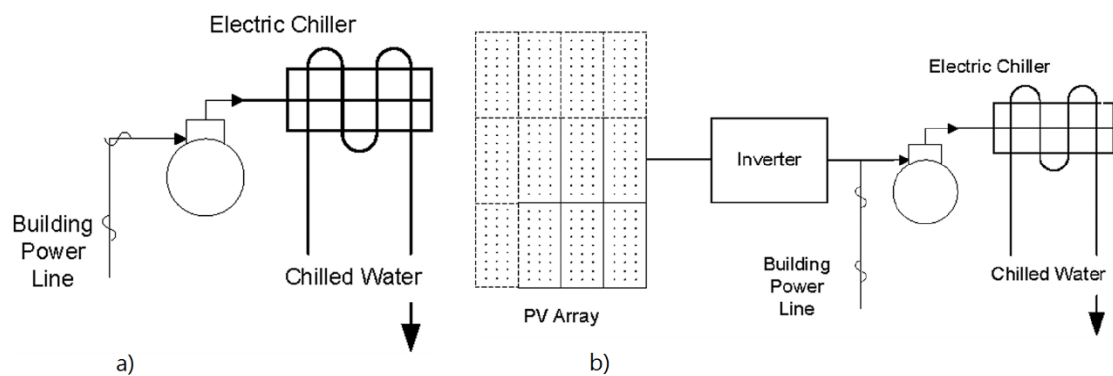 Electric Chiller
Building
Power
Line
Chilled Water
a)
PV Array
Inverter
Building
Power
Line
Electric Chiller
Chilled Water
b)